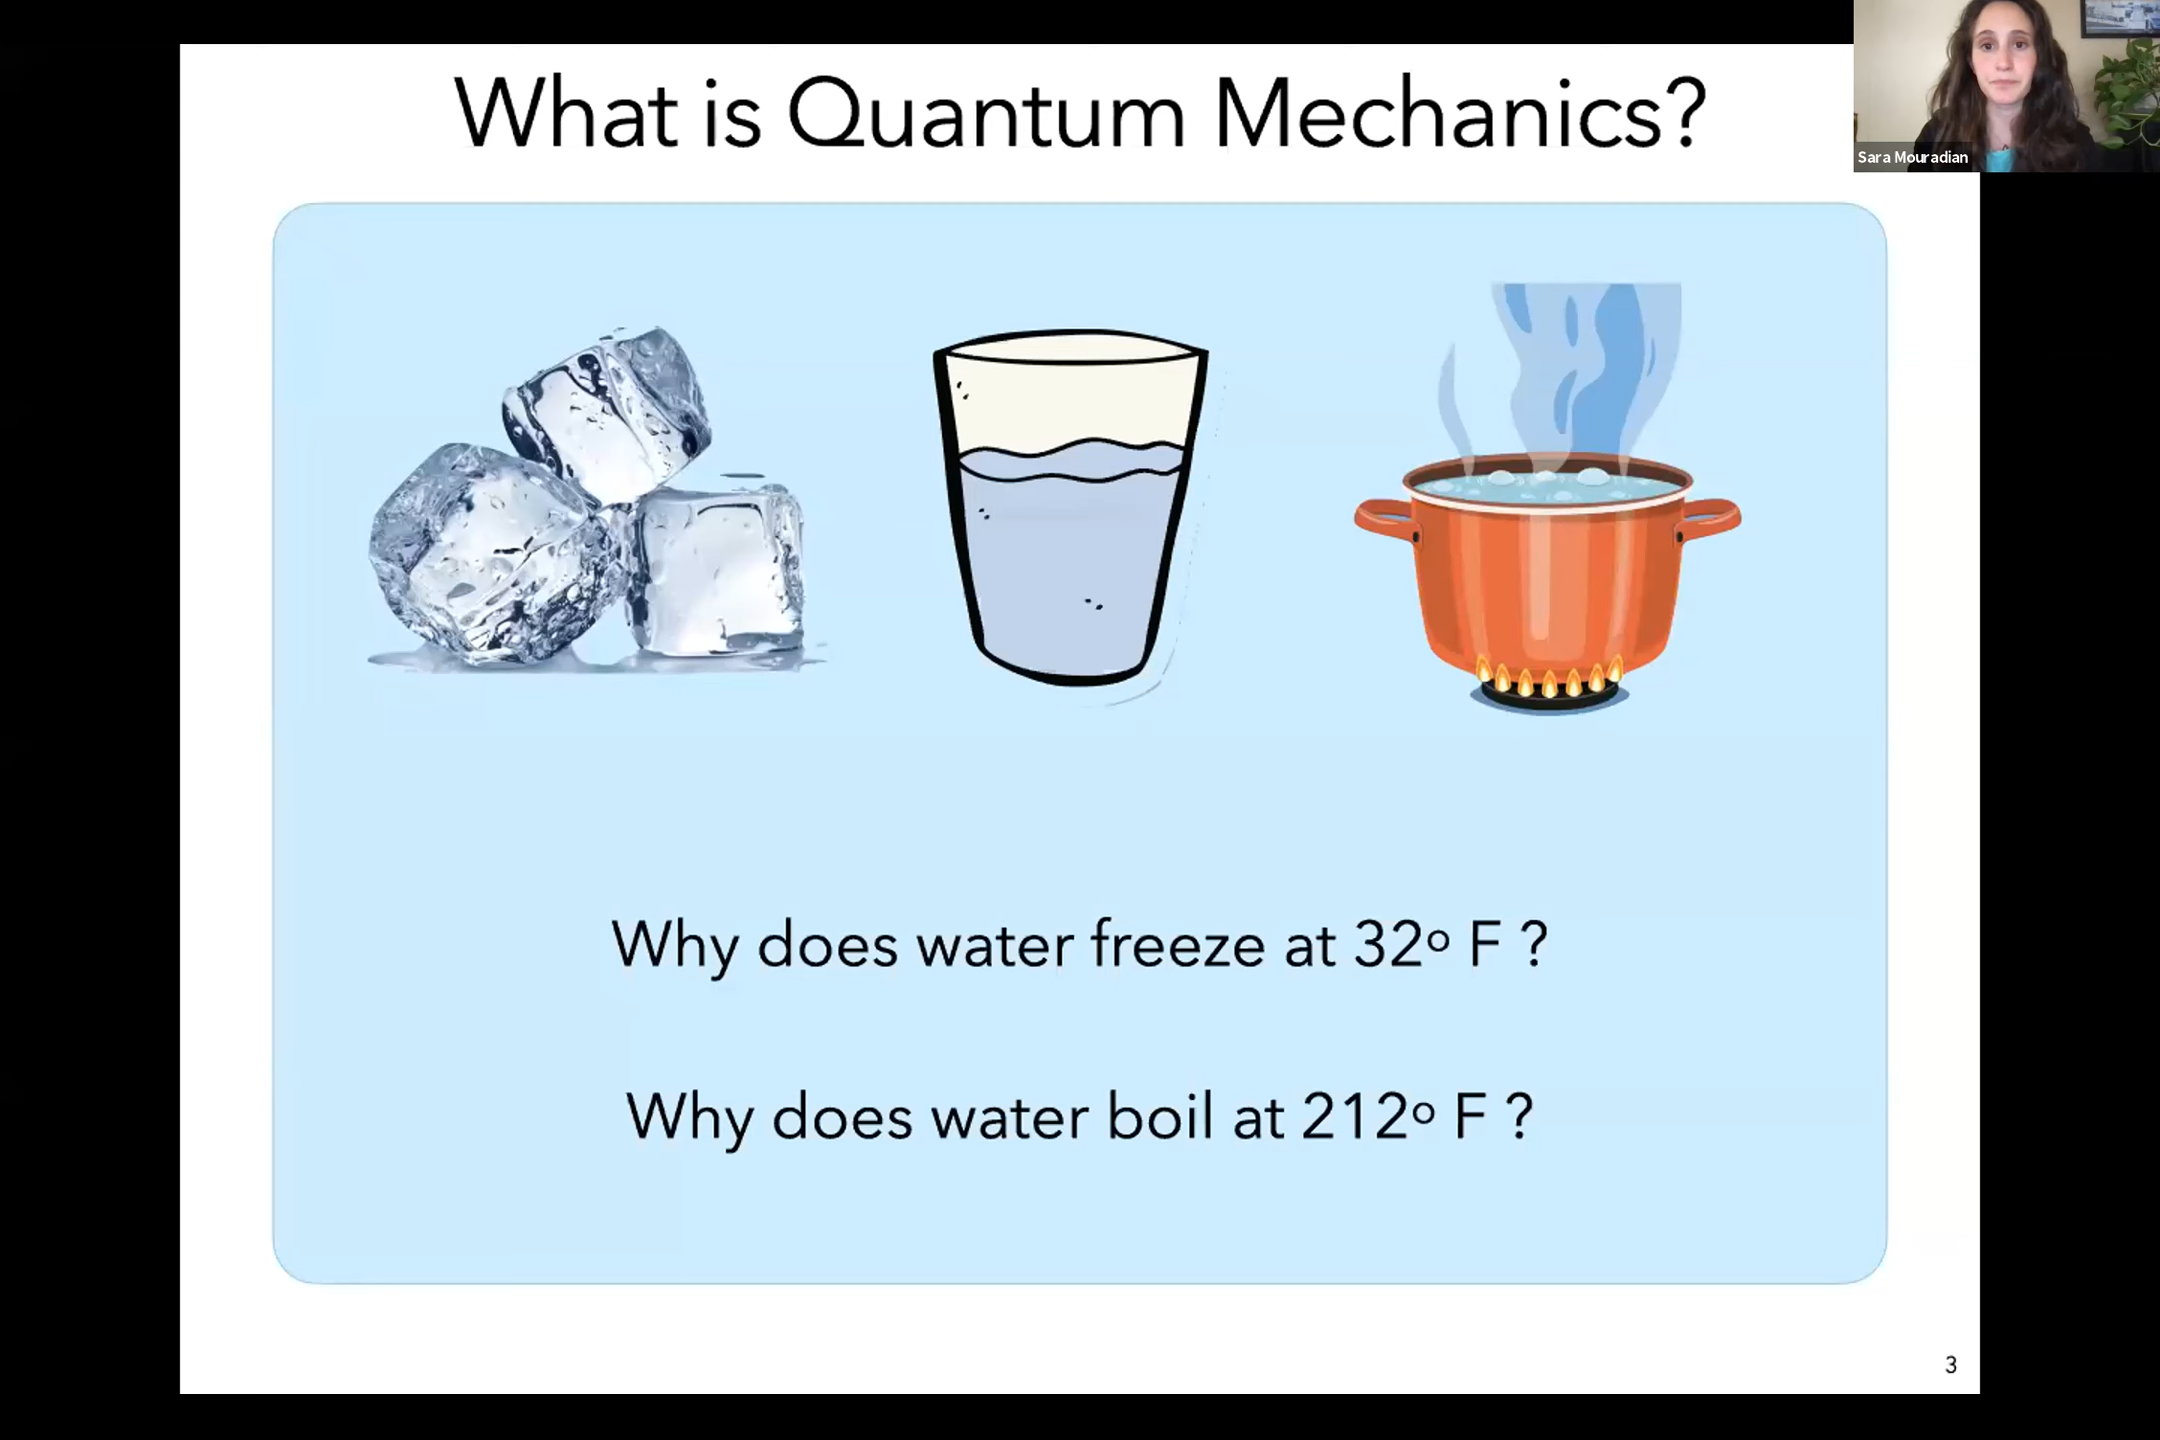 What is Quantum Mechanics?
Sara Mouradian
Why does water freeze at 32º F ?
Why does water boil at 212º F ?
3